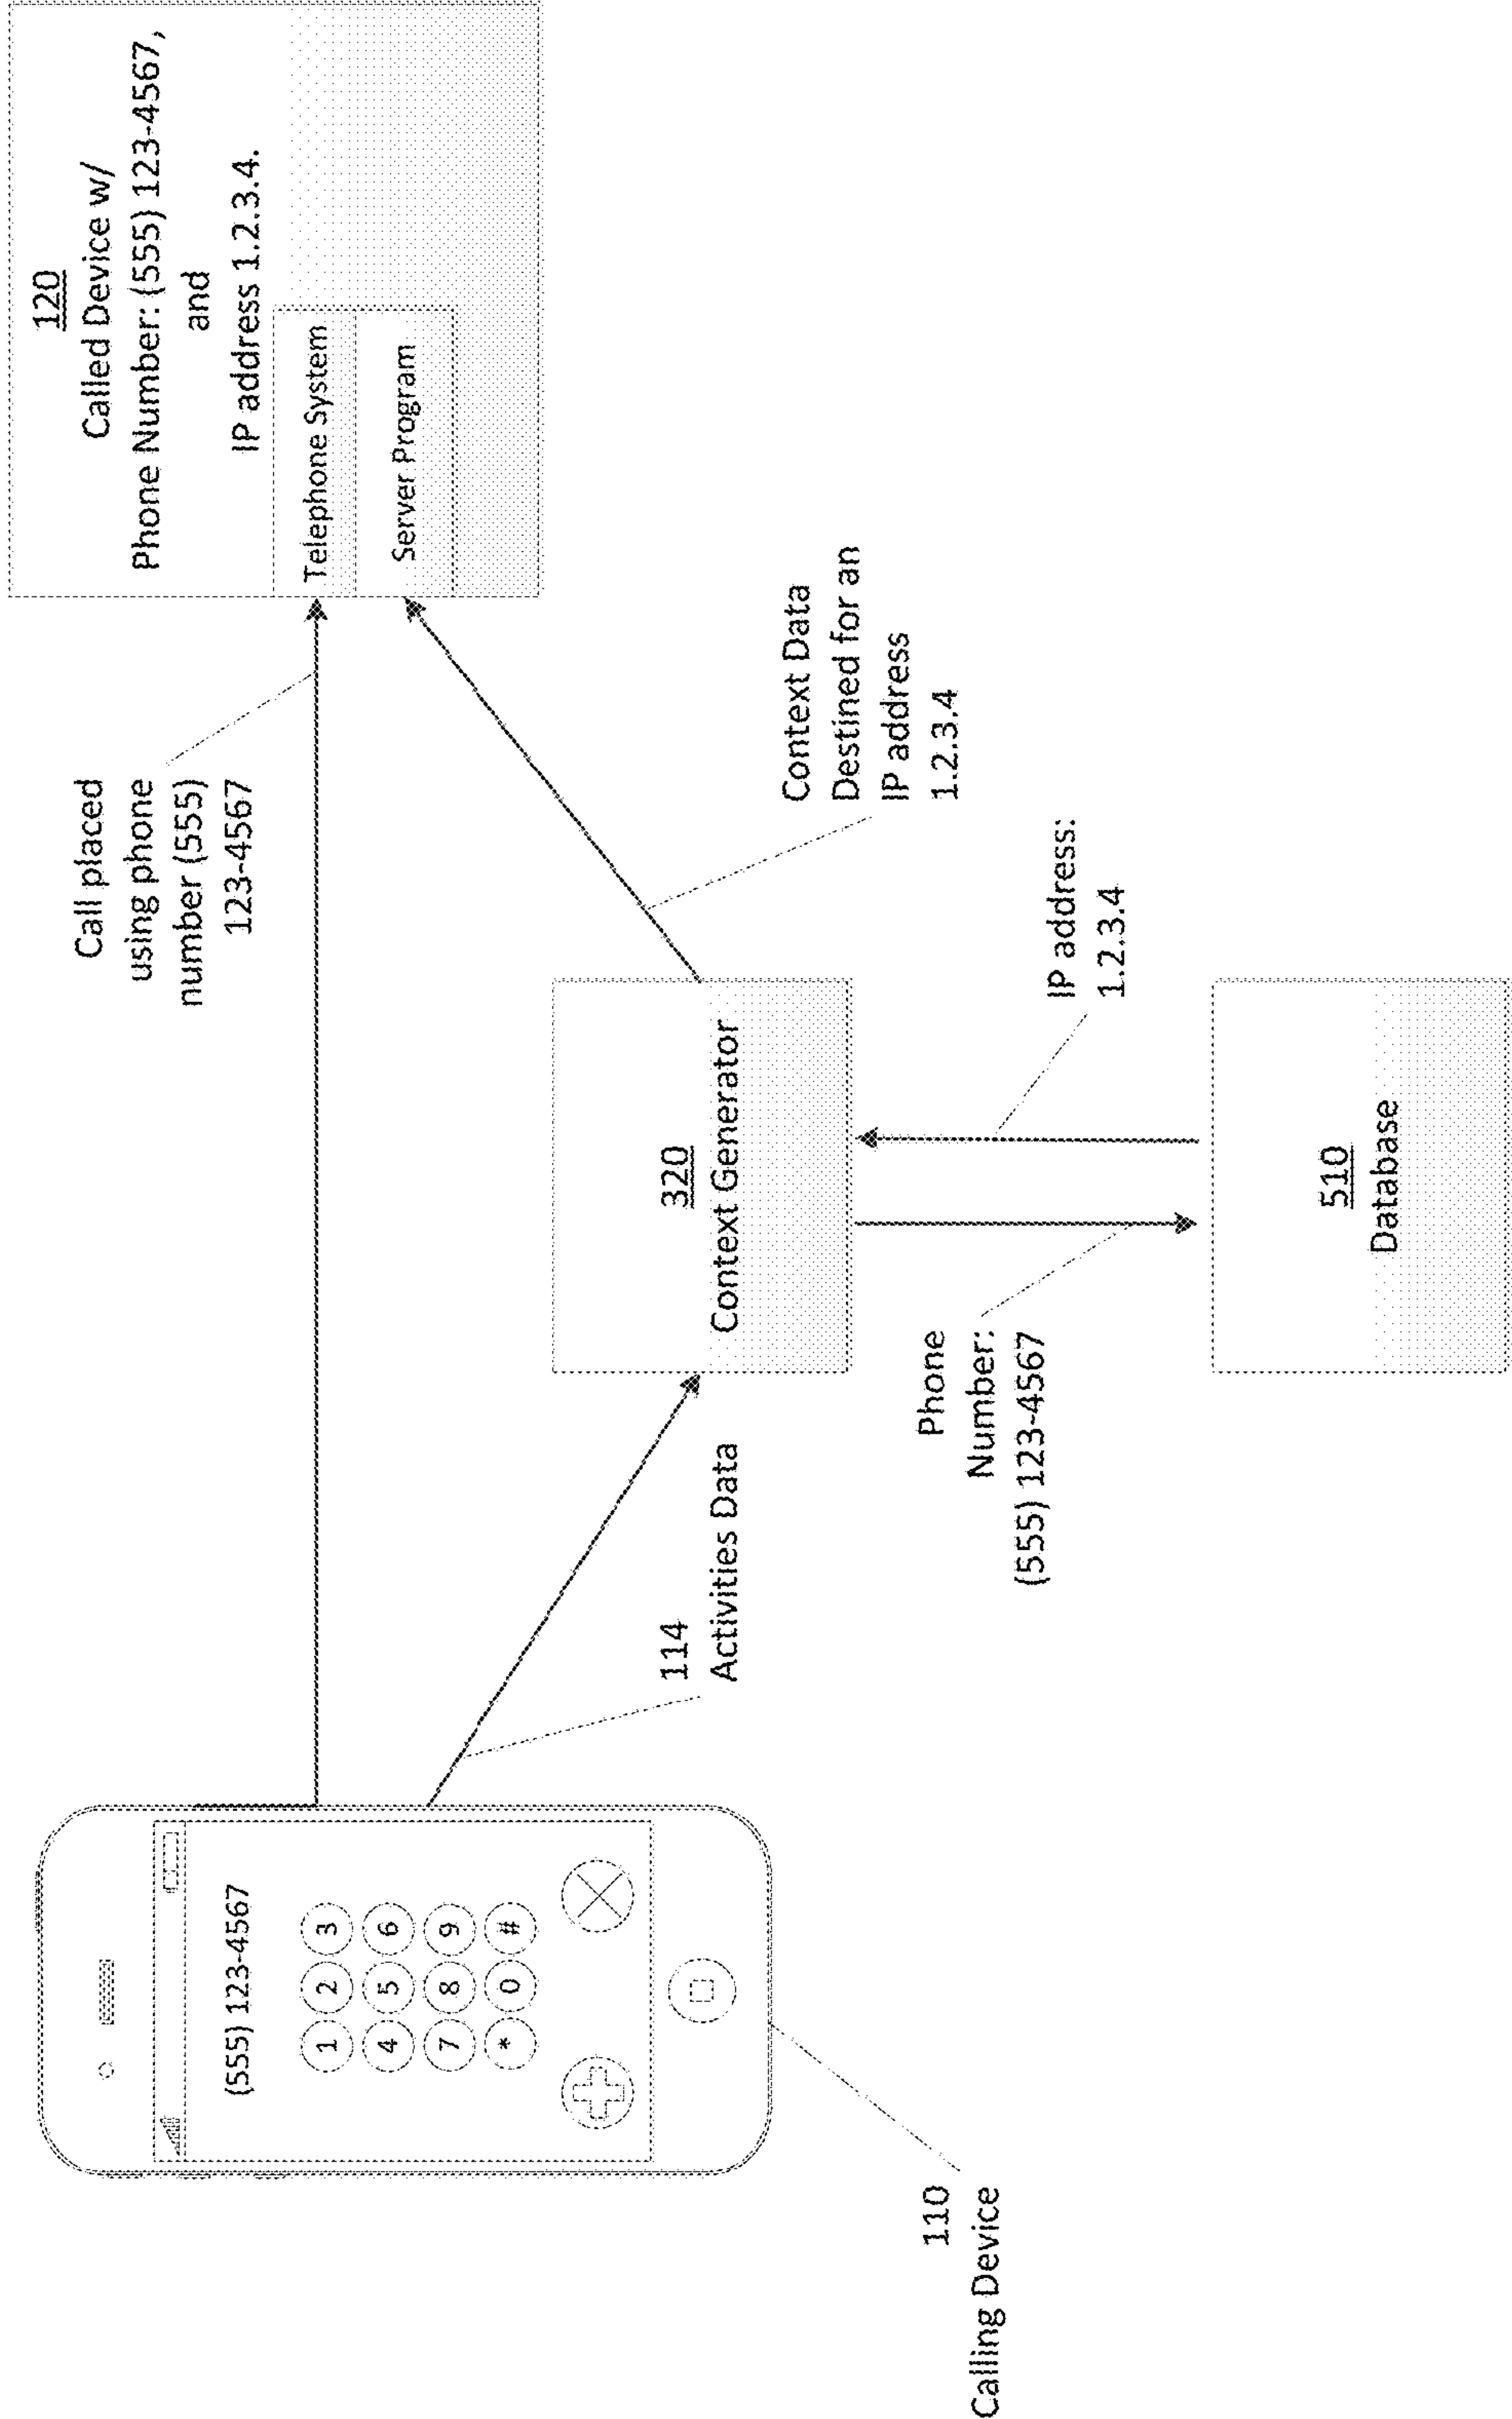 120
Called Device w/
Phone Number: (555) 123-4567,
and
IP address 1.2.3.4.
Telephone System
Server Program
Call placed
using phone
number (555)
123-4567
(555) 123-4567
1 2 3
4 5 6
7 8 9
* 0 #
114
Activities Data
320
Context Generator
Context Data
Destined for an
IP address
1.2.3.4
Phone
Number:
(555) 123-4567
IP address:
1.2.3.4
110
Calling Device
510
Database